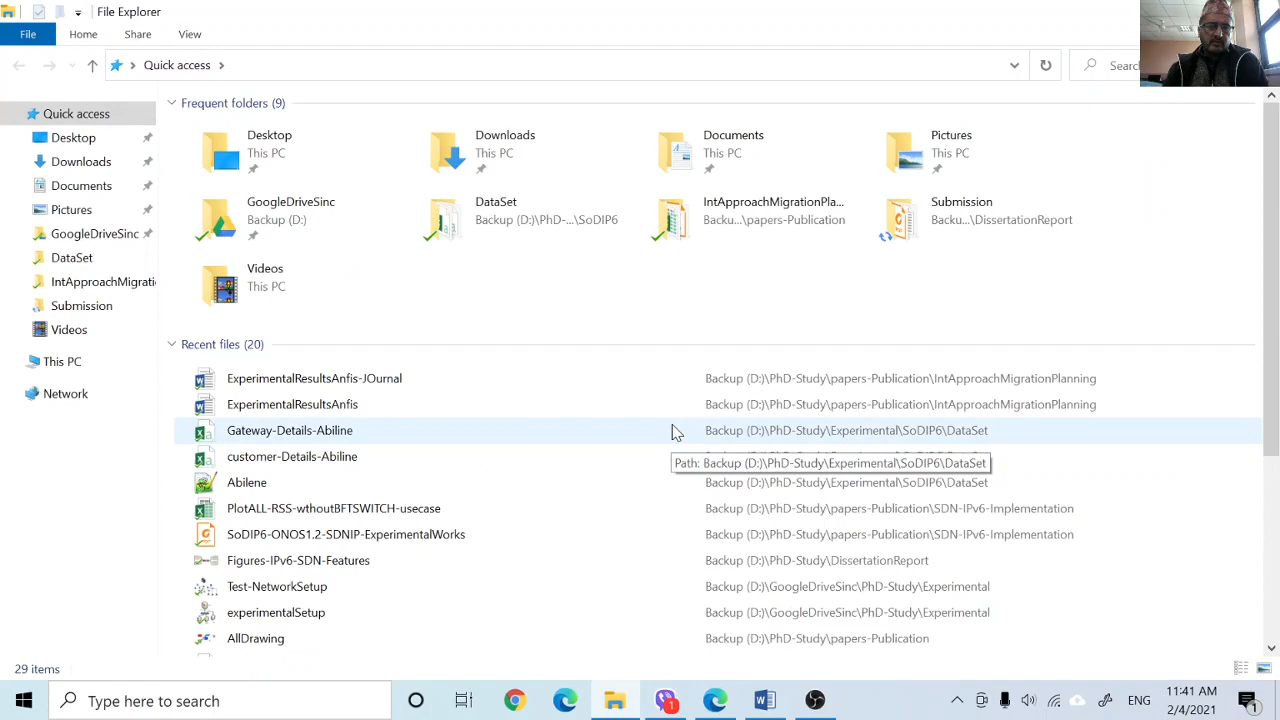 File Explorer
File Home Share View
Quick access
Searc
Quick access
Desktop
Downloads
Documents
Pictures
GoogleDriveSinc
DataSet
IntApproachMigrati
Submission
Videos
This PC
Network
Frequent folders (9)
Desktop
This PC
Downloads
This PC
Documents
This PC
Pictures
This PC
GoogleDriveSinc
Backup (D:)
DataSet
Backup (D:)\PhD-...\SoDIP6
IntApproachMigrationPla...
Backu...\papers-Publication
Submission
Backu...\DissertationReport
Videos
This PC
Recent files (20)
ExperimentalResultsAnfis-JOurnal Backup (D:)\PhD-Study\papers-Publication\IntApproachMigrationPlanning
ExperimentalResultsAnfis Backup (D:)\PhD-Study\papers-Publication\IntApproachMigrationPlanning
Gateway-Details-Abiline Backup (D:)\PhD-Study\Experimental\SoDIP6\DataSet
customer-Details-Abiline
Path: Backup (D:)\PhD-Study\Experimental\SoDIP6\DataSet
Abilene Backup (D:)\PhD-Study\Experimental\SoDIP6\DataSet
PlotALL-RSS-wthoutBFTSWITCH-usecase Backup (D:)\PhD-Study\papers-Publication\SDN-IPv6-Implementation
SoDIP6-ONOS1.2-SDNIP-ExperimentalWorks Backup (D:)\PhD-Study\papers-Publication\SDN-IPv6-Implementation
Figures-IPv6-SDN-Features Backup (D:)\PhD-Study\DissertationReport
Test-NetworkSetup Backup (D:)\GoogleDriveSinc\PhD-Study\Experimental
experimentalSetup Backup (D:)\GoogleDriveSinc\PhD-Study\Experimental
AllDrawing Backup (D:)\PhD-Study\papers-Publication
29 items
Type here to search
1
ENG
11:41 AM
2/4/2021
1